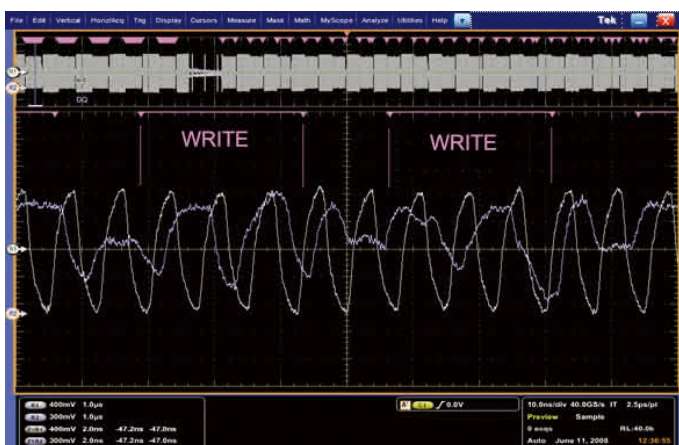 File Edit Vertical Horiz/Acq Trig Display Cursors Measure Mask Math MyScope Analyze Utilities Help Tek
DQ
WRITE WRITE
400mV 1.0µs
300mV 1.0µs
400mV 2.0ns -47.2ns -47.0ns
300mV 2.0ns -47.2ns -47.0ns
0.0V
10.0ns/div 40.0GS/s IT 2.5ps/pt
Preview Sample
0 acqs RL:40.0k
Auto June 11, 2008 12:36:55